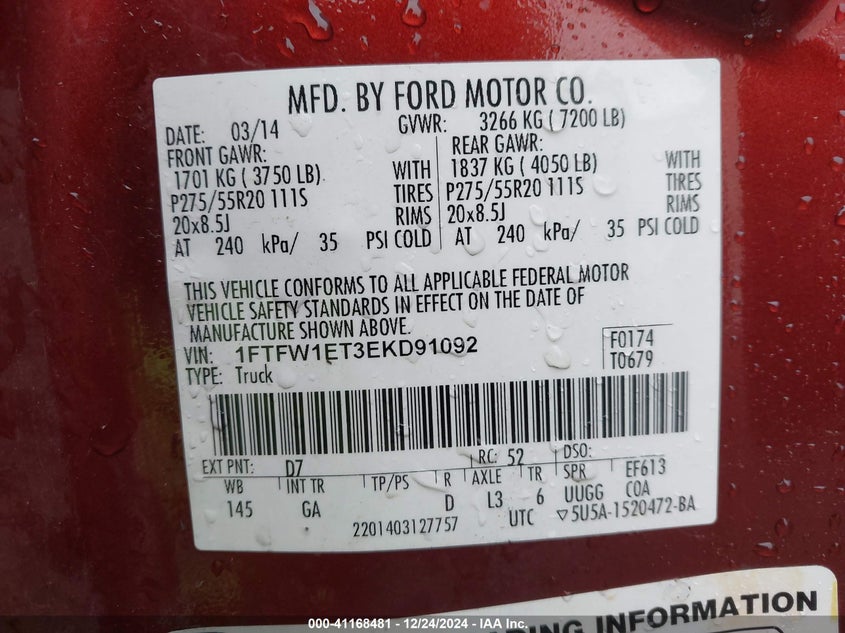 MFD. BY FORD MOTOR CO.
DATE: 03/14 GVWR: 3266 KG ( 7200 LB)
FRONT GAWR: REAR GAWR:
1701 KG ( 3750 LB) WITH 1837 KG ( 4050 LB) WITH
P275/55R20 111S TIRES P275/55R20 111S TIRES
20x8.5J RIMS 20x8.5J RIMS
AT 240 kPa/ 35 PSI COLD AT 240 kPa/ 35 PSI COLD
THIS VEHICLE CONFORMS TO ALL APPLICABLE FEDERAL MOTOR
VEHICLE SAFETY STANDARDS IN EFFECT ON THE DATE OF
MANUFACTURE SHOWN ABOVE.
VIN: 1FTFW1ET3EKD91092 F0174
TYPE: Truck T0679
EXT PNT: D7 RC: 52 DSO:
WB INT TR TP/PS R AXLE TR SPR EF613
145 GA D L3 6 UUGG COA
2201403127757 UTC ▽5U5A-1520472-BA
ING INFORMATION
000-41168481 - 12/24/2024 - IAA Inc.